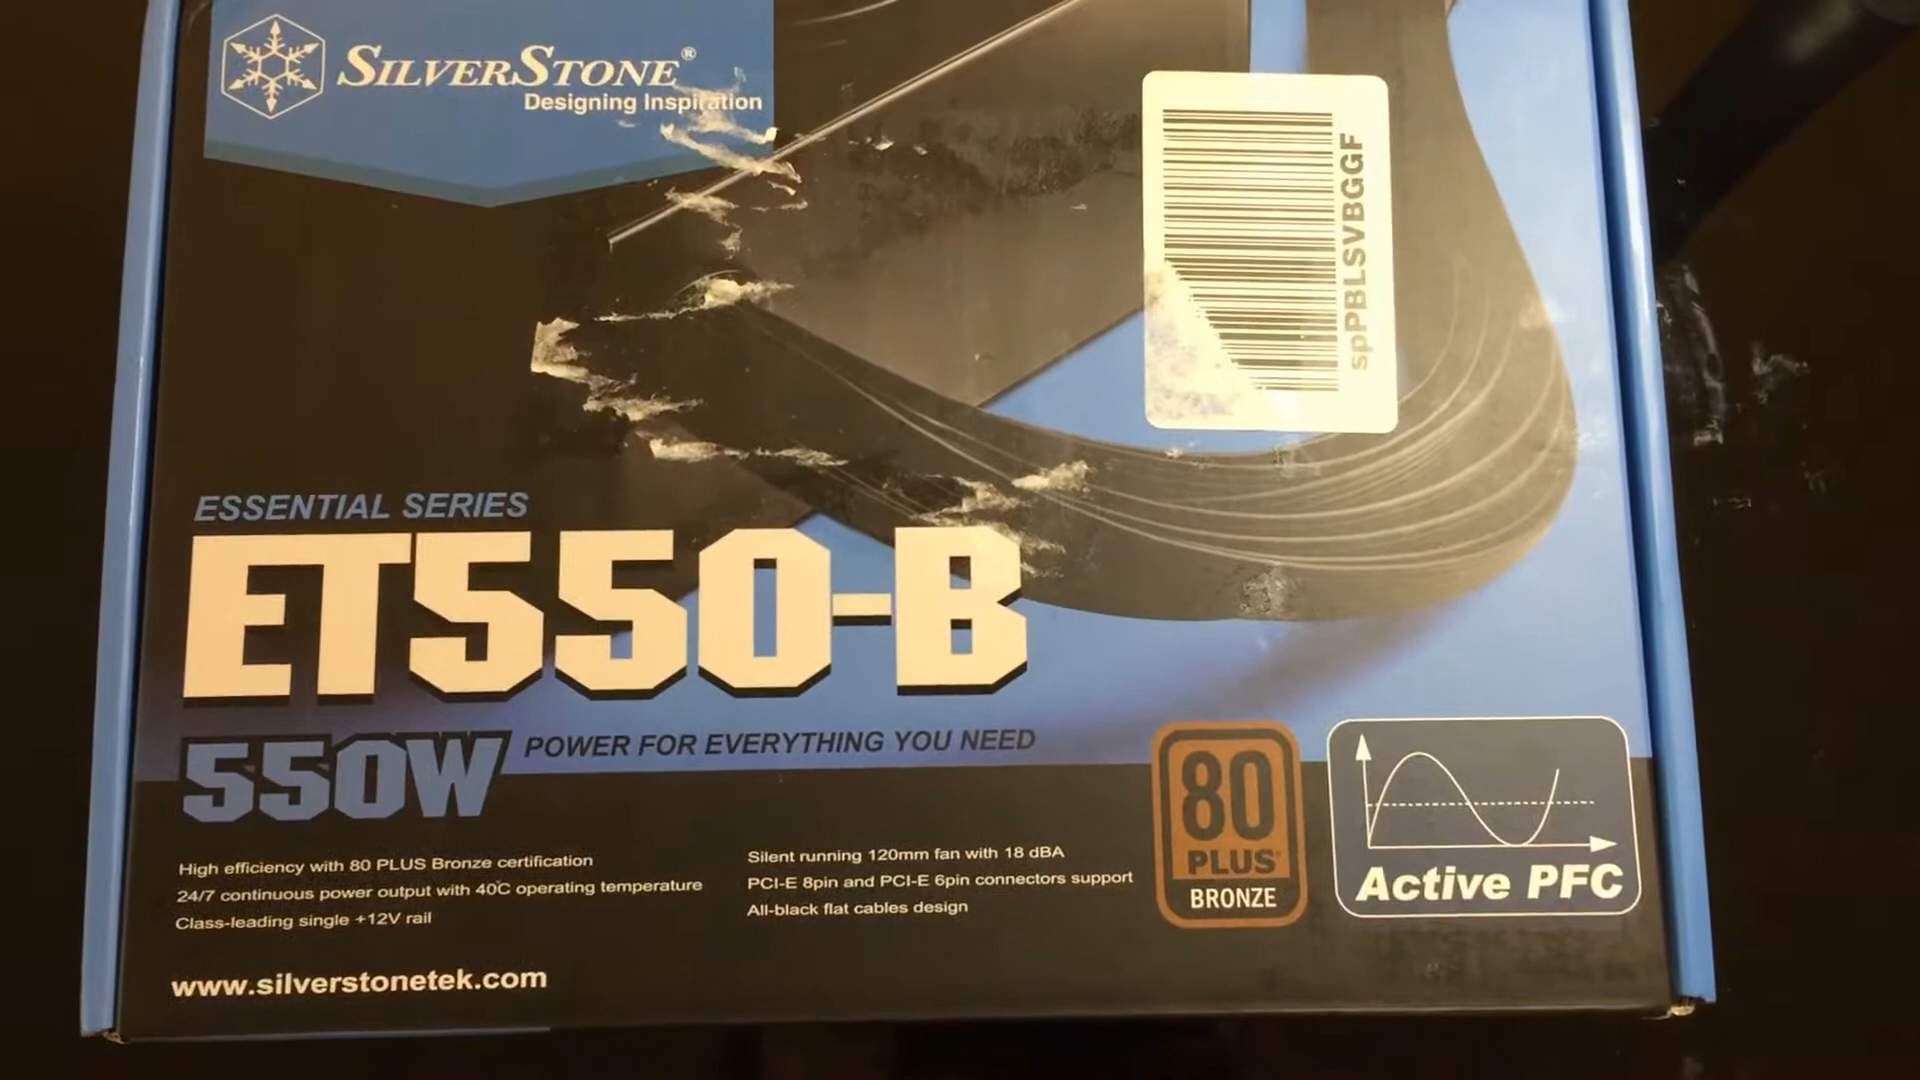 SILVERSTONE®
Designing Inspiration
spPBLSVBGGF
ESSENTIAL SERIES
ET550-B
550W POWER FOR EVERYTHING YOU NEED
High efficiency with 80 PLUS Bronze certification
24/7 continuous power output with 40°C operating temperature
Class-leading single +12V rail
Silent running 120mm fan with 18 dBA
PCI-E 8pin and PCI-E 6pin connectors support
All-black flat cables design
80
PLUS®
BRONZE
Active PFC
www.silverstonetek.com